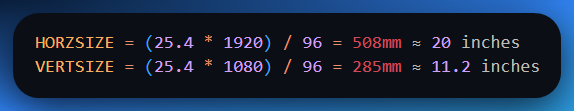 HORZSIZE = (25.4 * 1920) / 96 = 508mm ≈ 20 inches
VERTSIZE = (25.4 * 1080) / 96 = 285mm ≈ 11.2 inches